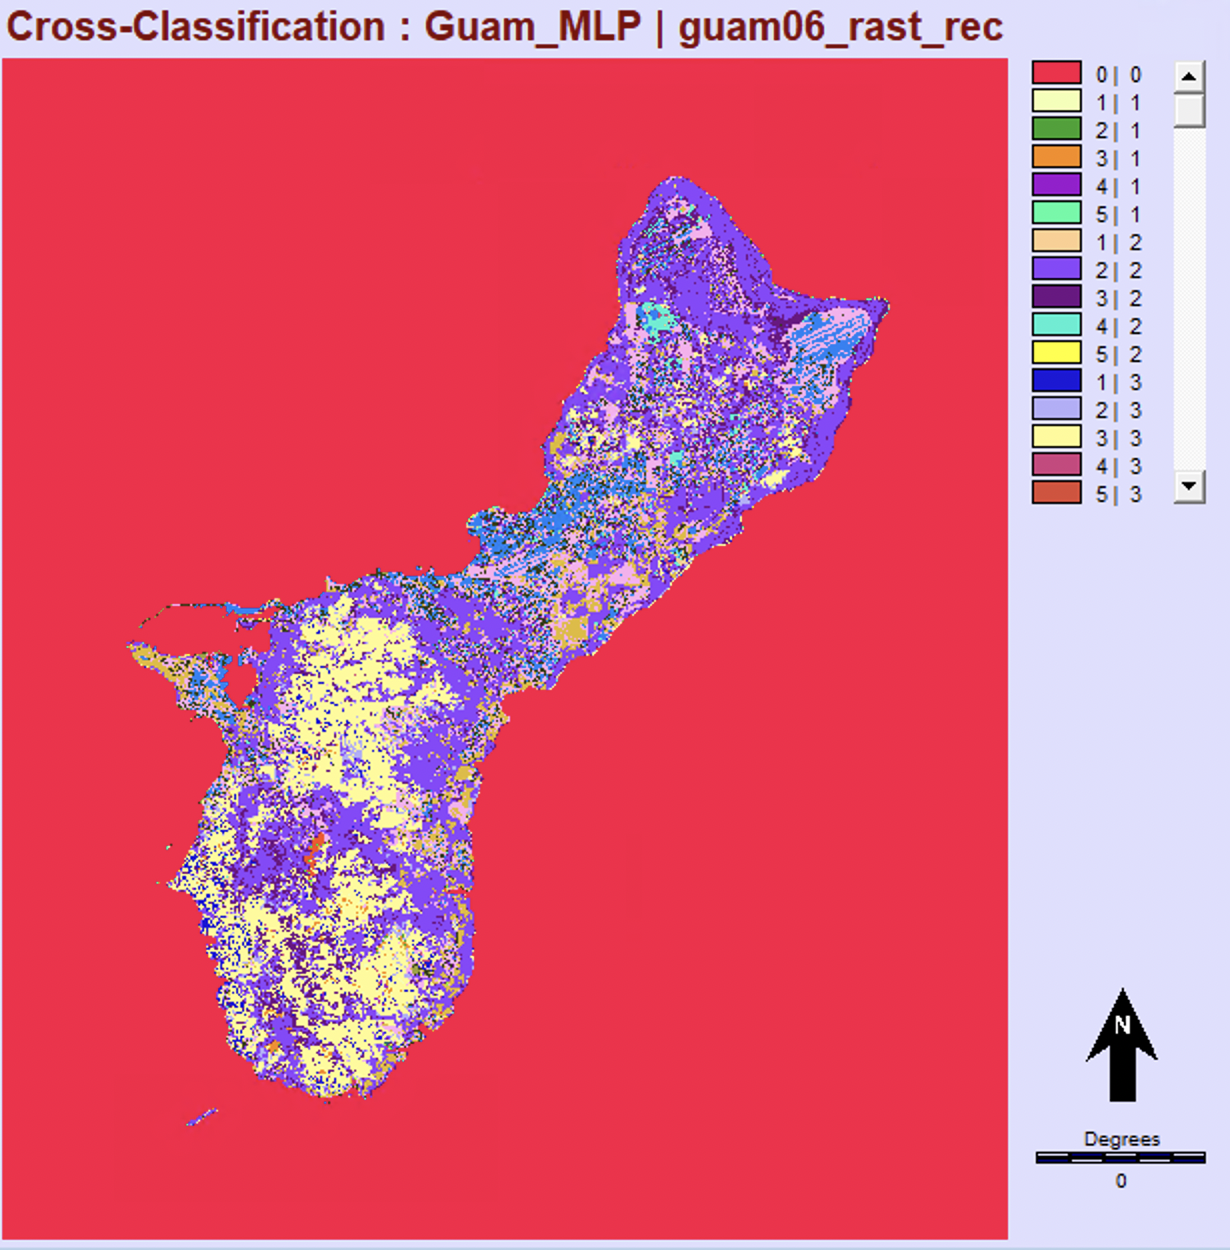 Cross-Classification : Guam_MLP | guam06_rast_rec
0 | 0
1 | 1
2 | 1
3 | 1
4 | 1
5 | 1
1 | 2
2 | 2
3 | 2
4 | 2
5 | 2
1 | 3
2 | 3
3 | 3
4 | 3
5 | 3
N
Degrees
0